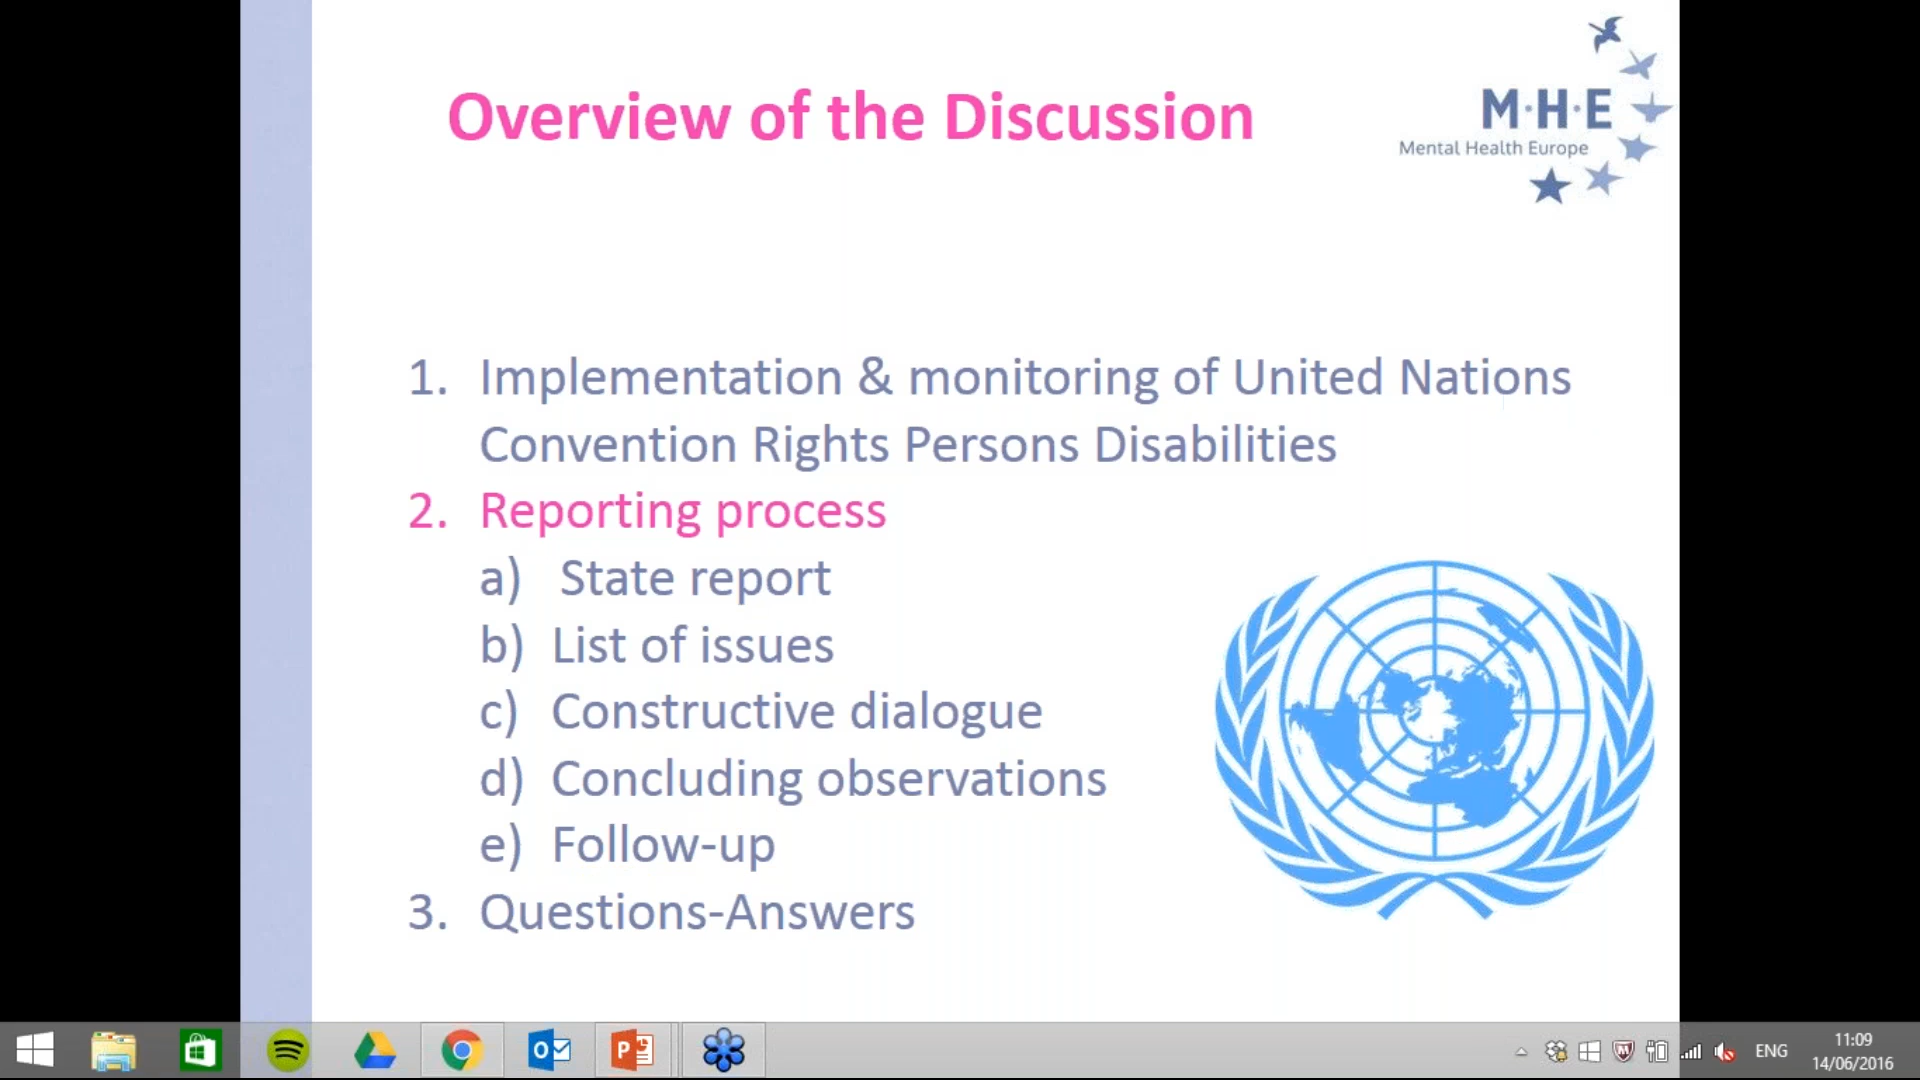 Overview of the Discussion
M·H·E
Mental Health Europe
1. Implementation & monitoring of United Nations
Convention Rights Persons Disabilities
2. Reporting process
a) State report
b) List of issues
c) Constructive dialogue
d) Concluding observations
e) Follow-up
3. Questions-Answers
ENG
11:09
14/06/2016